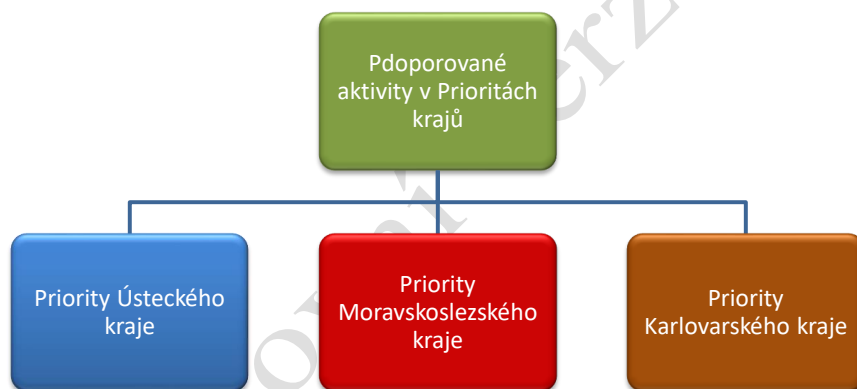 Pdoporované
aktivity v Prioritách
krajů
Priority Ústeckého
kraje
Priority
Moravskoslezského
kraje
Priority
Karlovarského kraje